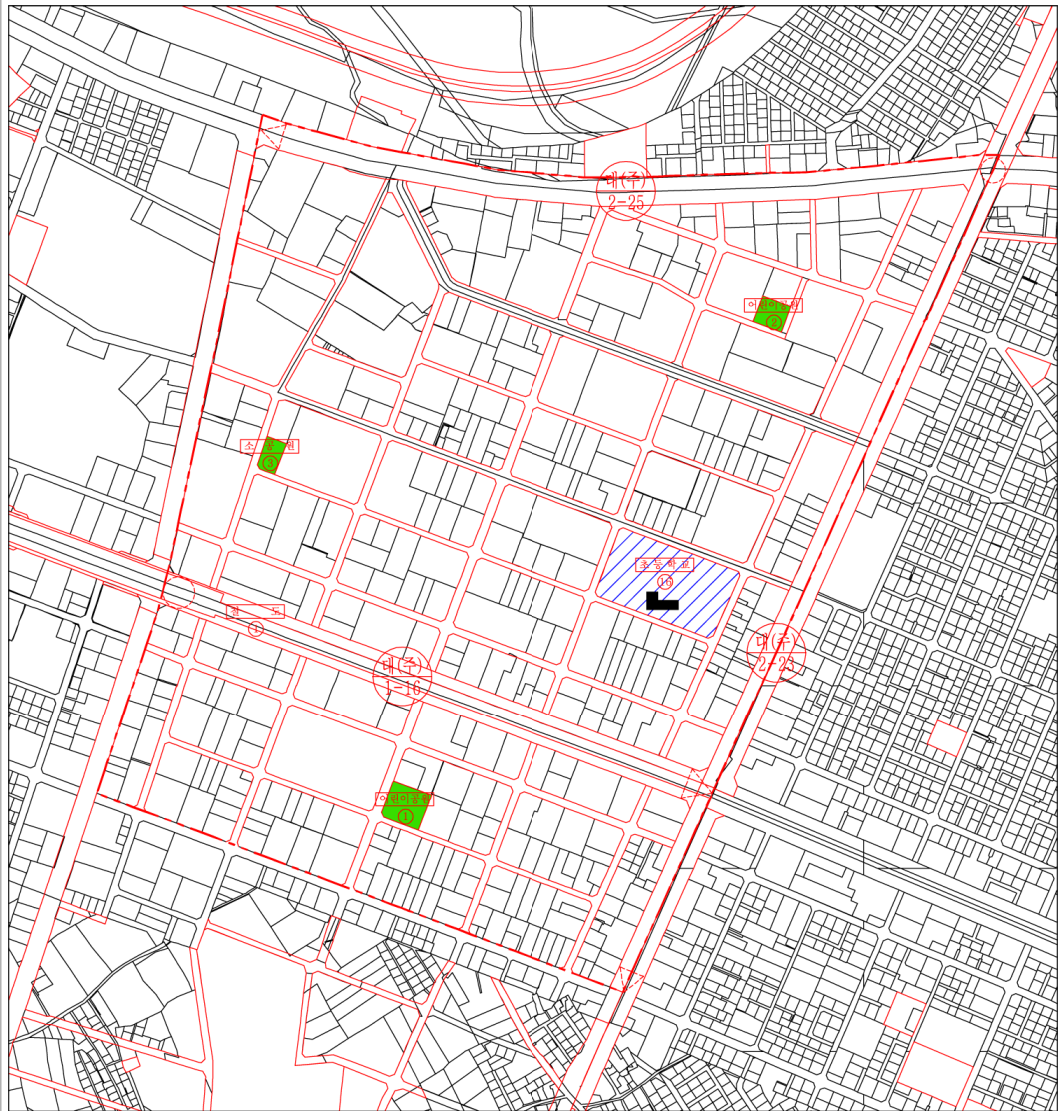 대(주)
2-25
어린이공원
②
소 공 원
③
초등학교
⑯
철 도
①
대(주)
1-16
대(주)
2-23
어린이공원
①